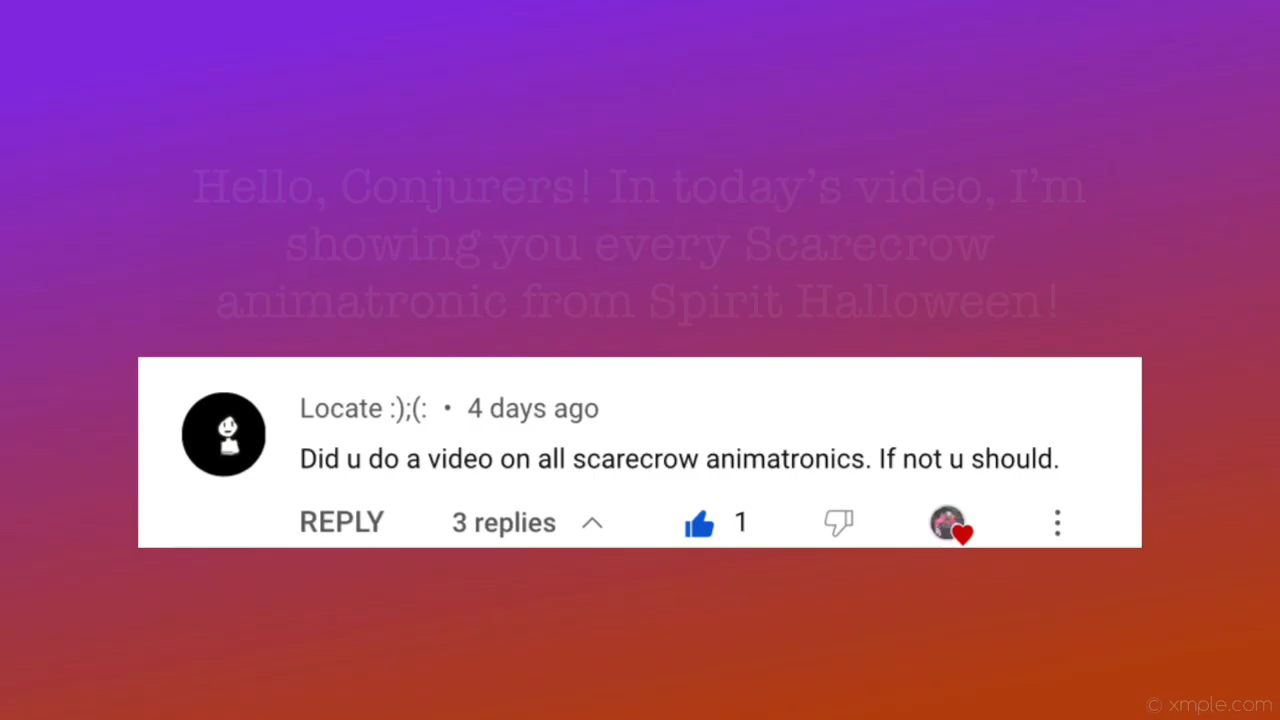 Hello, Conjurers! In today's video, I'm
showing you every Scarecrow
animatronic from Spirit Halloween!
Locate :);(: • 4 days ago
Did u do a video on all scarecrow animatronics. If not u should.
REPLY 3 replies 1
© xmple.com